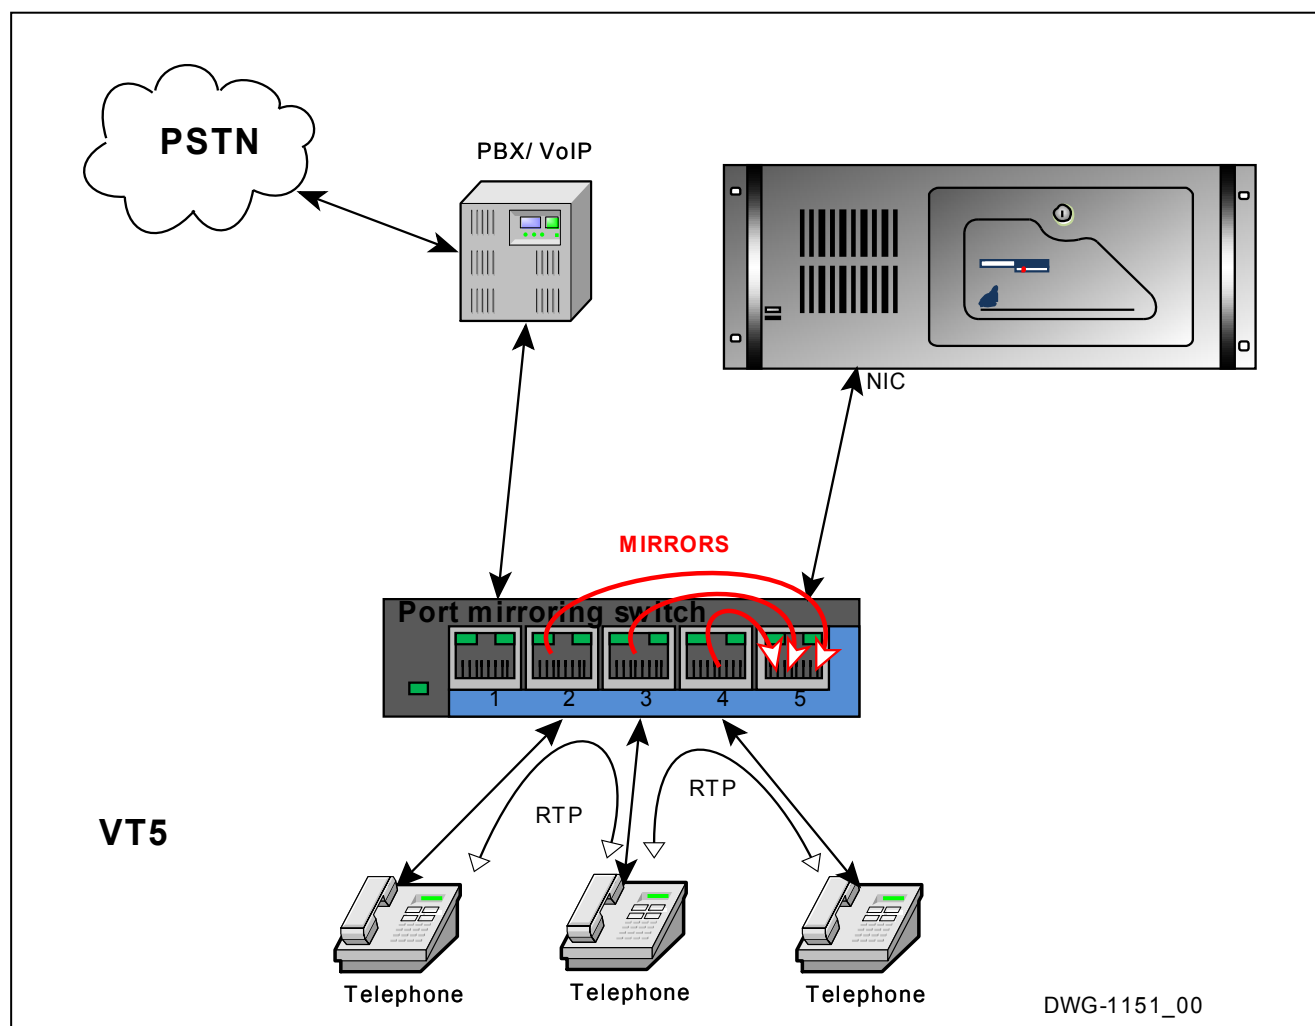 PSTN
PBX/ VoIP
NIC
MIRRORS
Port mirroring switch
1 2 3 4 5
RTP
RTP
VT5
Telephone
Telephone
Telephone
DWG-1151_00